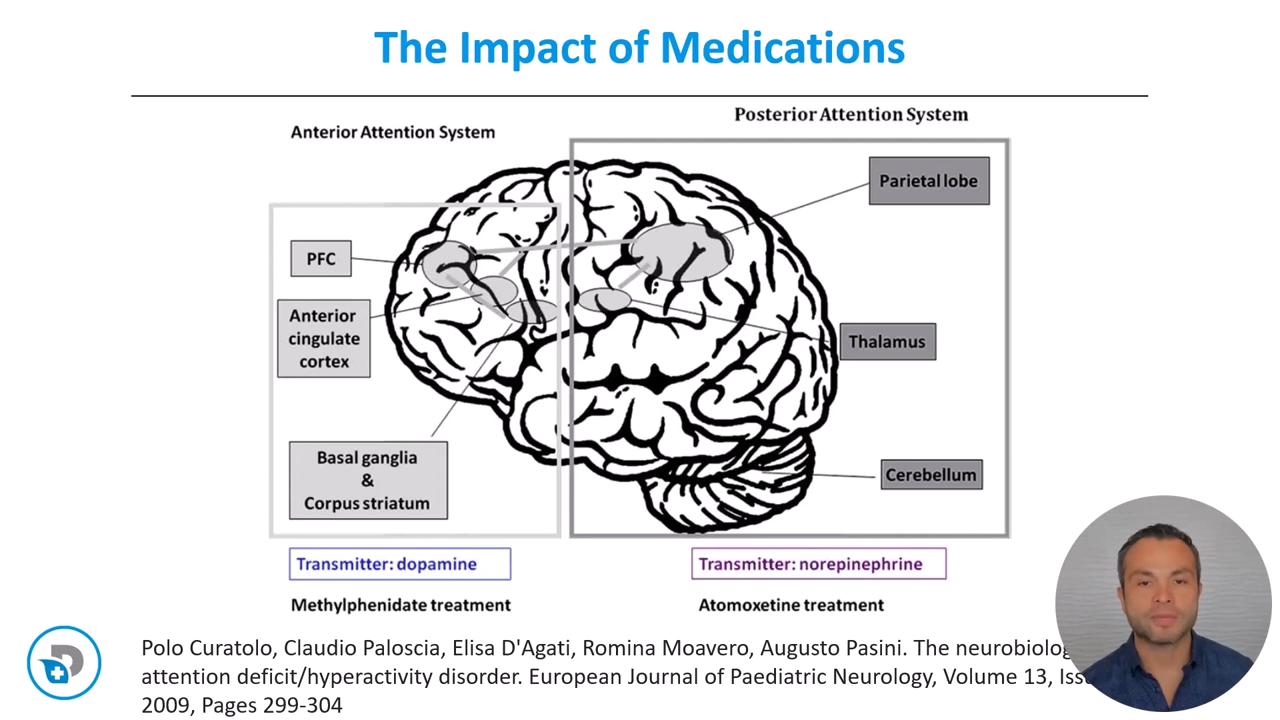 The Impact of Medications
Anterior Attention System
Posterior Attention System
PFC
Anterior
cingulate
cortex
Basal ganglia
&
Corpus striatum
Parietal lobe
Thalamus
Cerebellum
Transmitter: dopamine
Transmitter: norepinephrine
Methylphenidate treatment
Atomoxetine treatment
Polo Curatolo, Claudio Paloscia, Elisa D'Agati, Romina Moavero, Augusto Pasini. The
attention deficit/hyperactivity disorder. European Journal of Paediatric Neurology, Volume 13,
2009, Pages 299-304